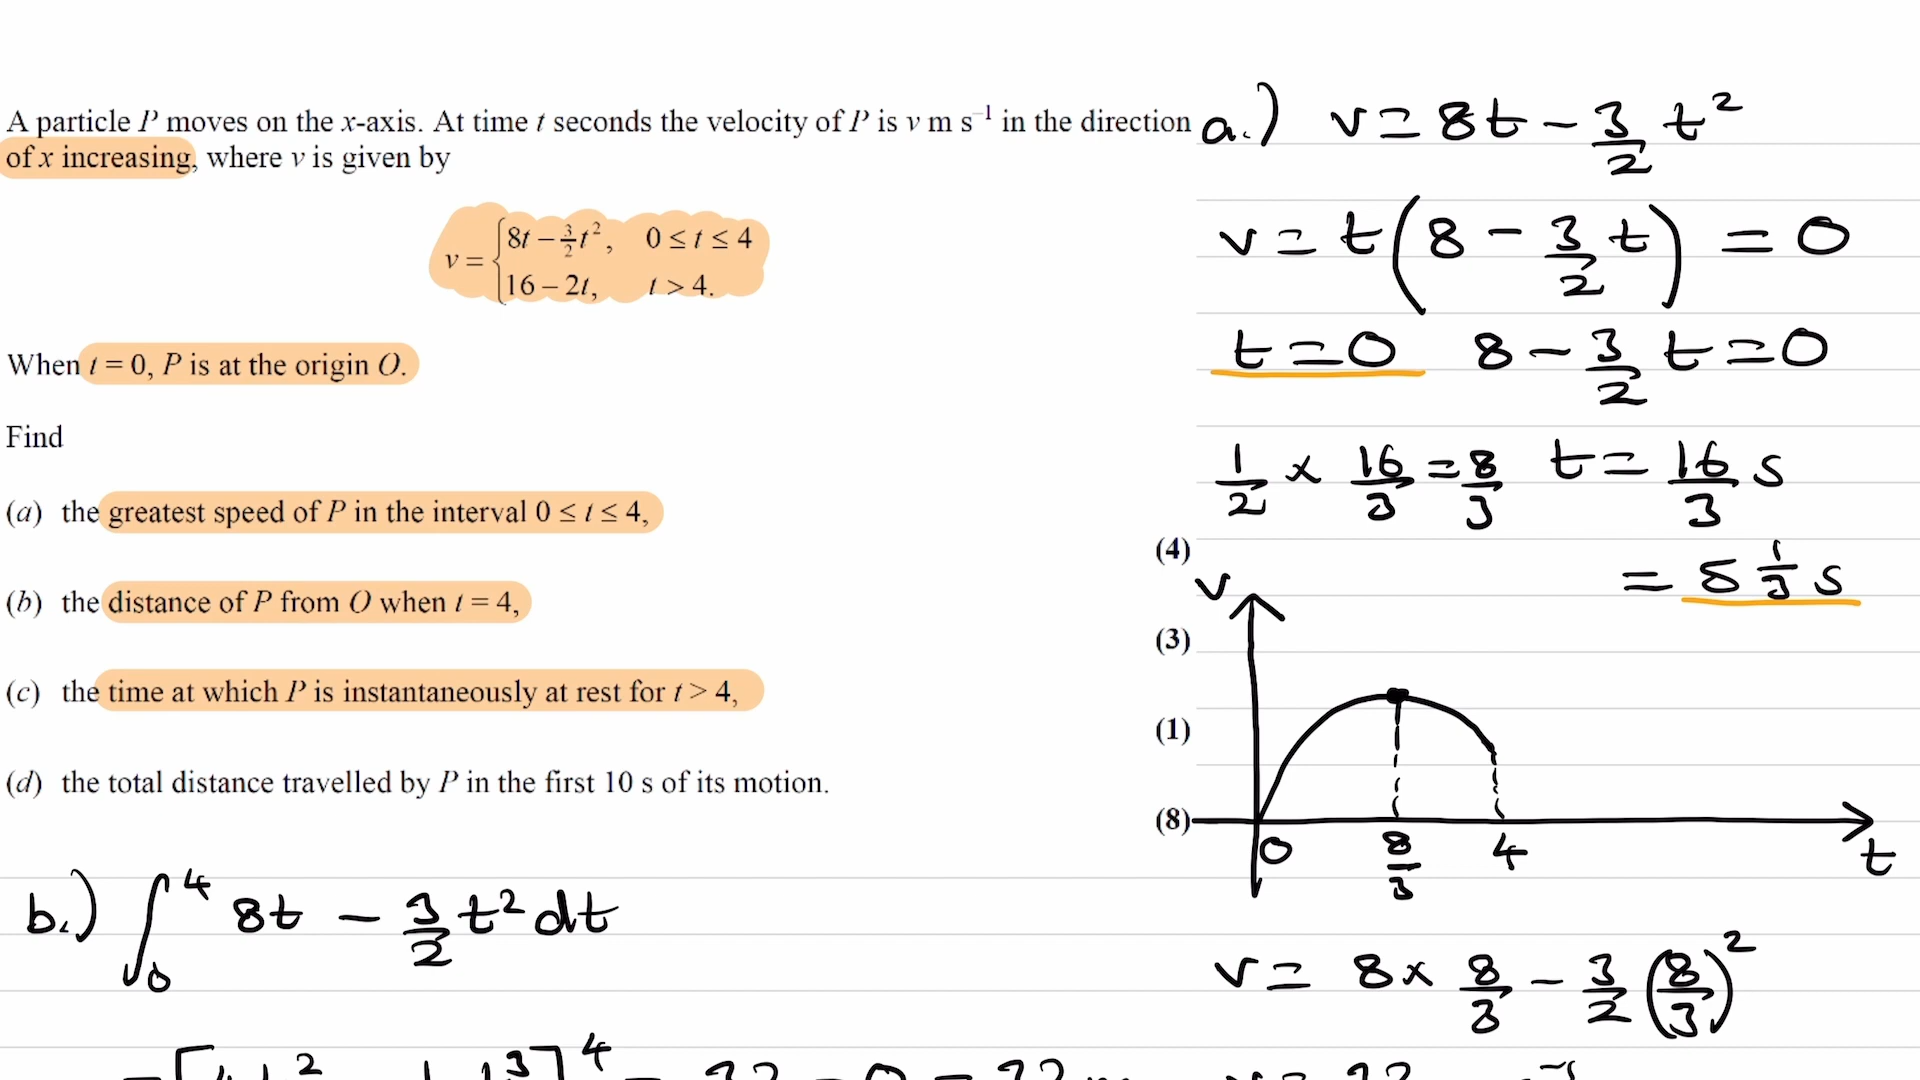 A particle P moves on the x-axis. At time t seconds the velocity of P is v m s⁻¹ in the direction
of x increasing, where v is given by
v = { 8t – 3/2 t², 0 ≤ t ≤ 4
16 – 2t, t > 4.
When t = 0, P is at the origin O.
Find
(a) the greatest speed of P in the interval 0 ≤ t ≤ 4,
(4)
(b) the distance of P from O when t = 4,
(3)
(c) the time at which P is instantaneously at rest for t > 4,
(1)
(d) the total distance travelled by P in the first 10 s of its motion.
(8)
a.) v = 8t – 3/2 t²
v = t(8 – 3/2 t) = 0
t = 0 8 – 3/2 t = 0
1/2 × 16/3 = 8/3 t = 16/3 s
= 5 1/3 s
v
0 8/3 4 t
v = 8 × 8/3 – 3/2 (8/3)²
b.) ∫₀⁴ 8t – 3/2 t² dt